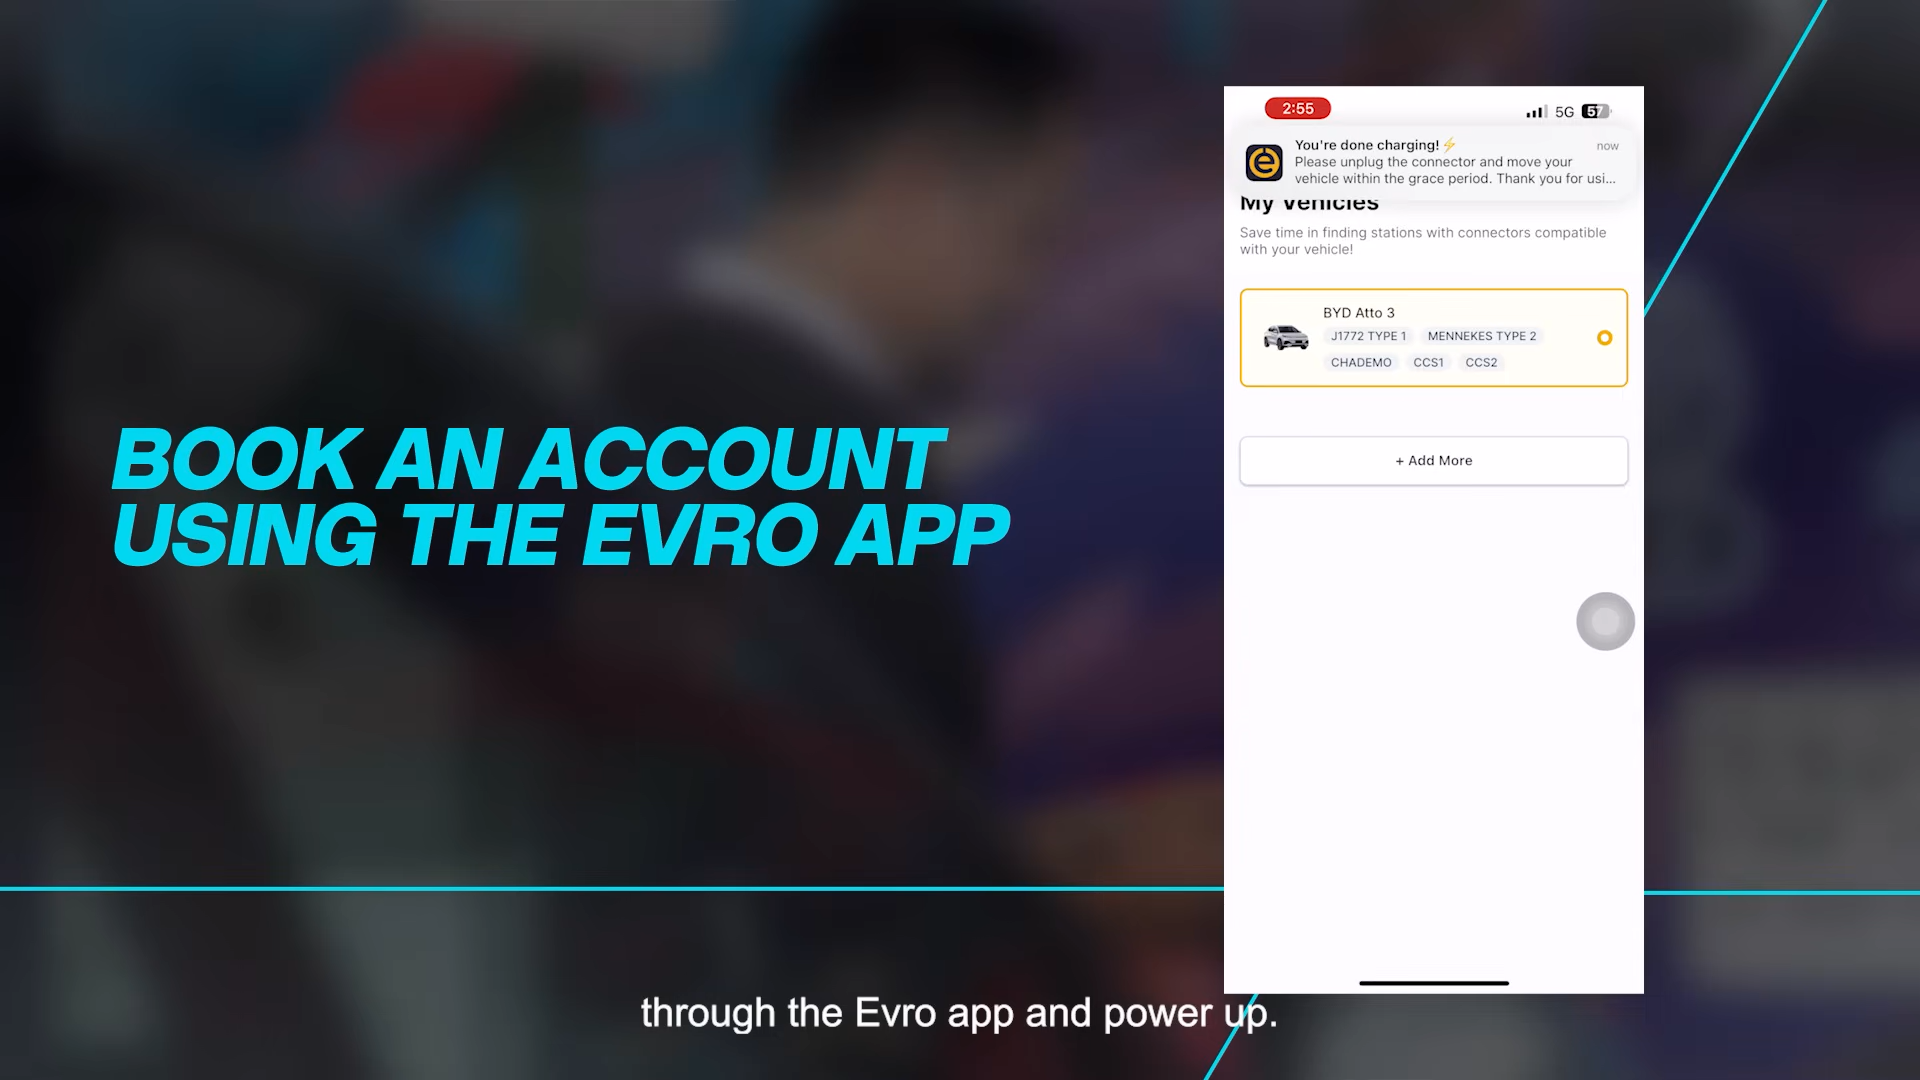 BOOK AN ACCOUNT
USING THE EVRO APP
2:55
5G 57
You're done charging!⚡
now
Please unplug the connector and move your
vehicle within the grace period. Thank you for usi...
My Vehicles
Save time in finding stations with connectors compatible
with your vehicle!
BYD Atto 3
J1772 TYPE 1 MENNEKES TYPE 2
CHADEMO CCS1 CCS2
+ Add More
through the Evro app and power up.